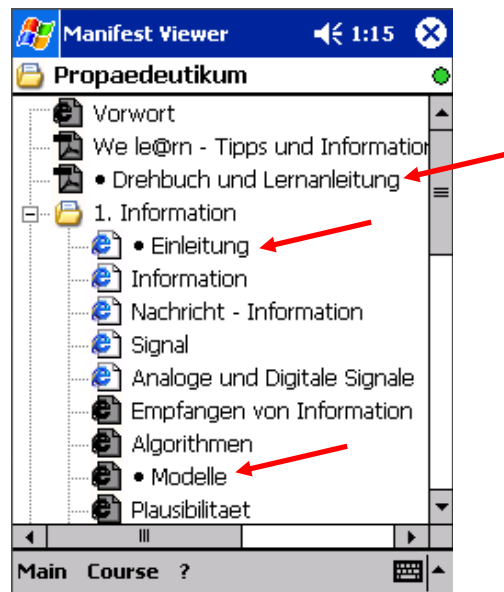 Manifest Viewer 1:15
Propaedeutikum
Vorwort
We le@rn - Tipps und Information
• Drehbuch und Lernanleitung
1. Information
• Einleitung
Information
Nachricht - Information
Signal
Analoge und Digitale Signale
Empfangen von Information
Algorithmen
• Modelle
Plausibilitaet
Main Course ?